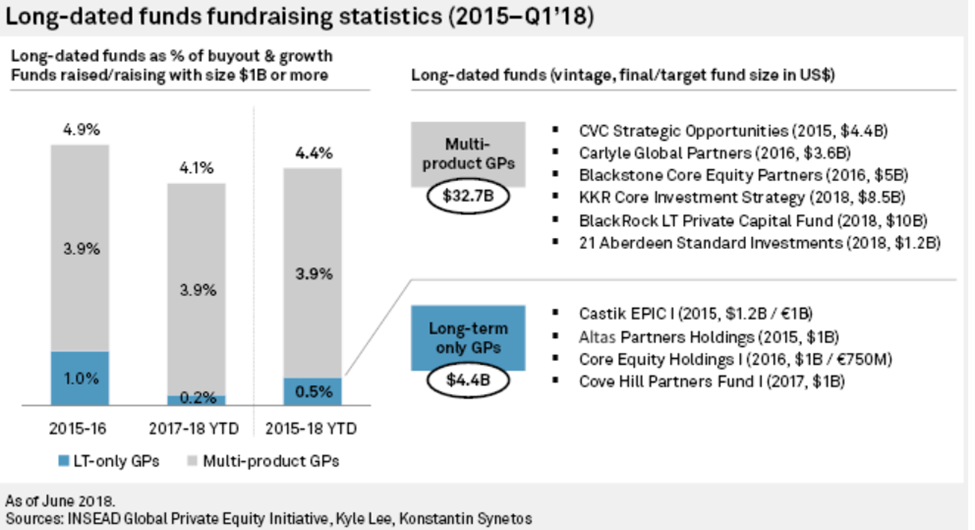 Long-dated funds fundraising statistics (2015–Q1'18)
Long-dated funds as % of buyout & growth
Funds raised/raising with size $1B or more
4.9%
4.1%
4.4%
3.9%
3.9%
3.9%
1.0%
0.2%
0.5%
2015-16
2017-18 YTD
2015-18 YTD
LT-only GPs
Multi-product GPs
Long-dated funds (vintage, final/target fund size in US$)
Multi-
product GPs
$32.7B
▪ CVC Strategic Opportunities (2015, $4.4B)
▪ Carlyle Global Partners (2016, $3.6B)
▪ Blackstone Core Equity Partners (2016, $5B)
▪ KKR Core Investment Strategy (2018, $8.5B)
▪ BlackRock LT Private Capital Fund (2018, $10B)
▪ 21 Aberdeen Standard Investments (2018, $1.2B)
Long-term
only GPs
$4.4B
▪ Castik EPIC I (2015, $1.2B / €1B)
▪ Altas Partners Holdings (2015, $1B)
▪ Core Equity Holdings I (2016, $1B / €750M)
▪ Cove Hill Partners Fund I (2017, $1B)
As of June 2018.
Sources: INSEAD Global Private Equity Initiative, Kyle Lee, Konstantin Synetos